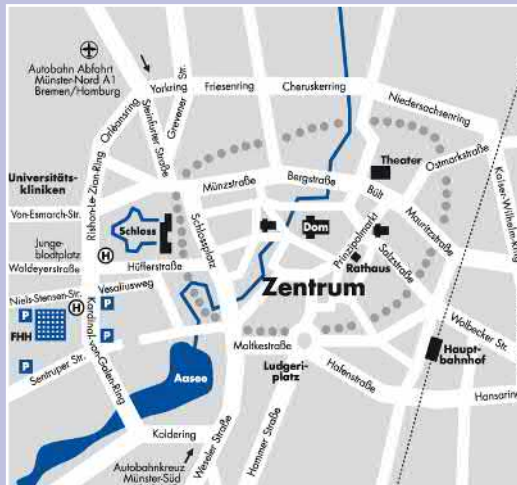 Autobahn Abfahrt
Münster-Nord A1
Bremen/Homburg
Orléansring
Yorkring
Steinfurter Straße
Grevener Str.
Friesenring
Cheruskerring
Niedersachsenring
Theater
Ostmarkstraße
Kaiser-Wilhelm-Ring
Universitäts-
kliniken
Rishon-Le Zion-Ring
Münzstraße
Bergstraße
Bült
Mauritzstraße
Von-Esmarch-Str.
Schloss
Schlossplatz
Dom
Prinzipalmarkt
Salzstraße
Rathaus
Junge-
blodtplatz
H
Waldeyerstraße
Hüfferstraße
Zentrum
Niels-Stensen-Str.
Vesaliusweg
H
P
P
FHH
P
P
Kardinal-von-Galen-Ring
Sentruper Str.
Aasee
Moltkestraße
Ludgeri-
platz
Hafenstraße
Wolbecker Str.
Haupt-
bahnhof
Hansaring
Koldering
Weseler Straße
Hammer Straße
Autobahnkreuz
Münster-Süd